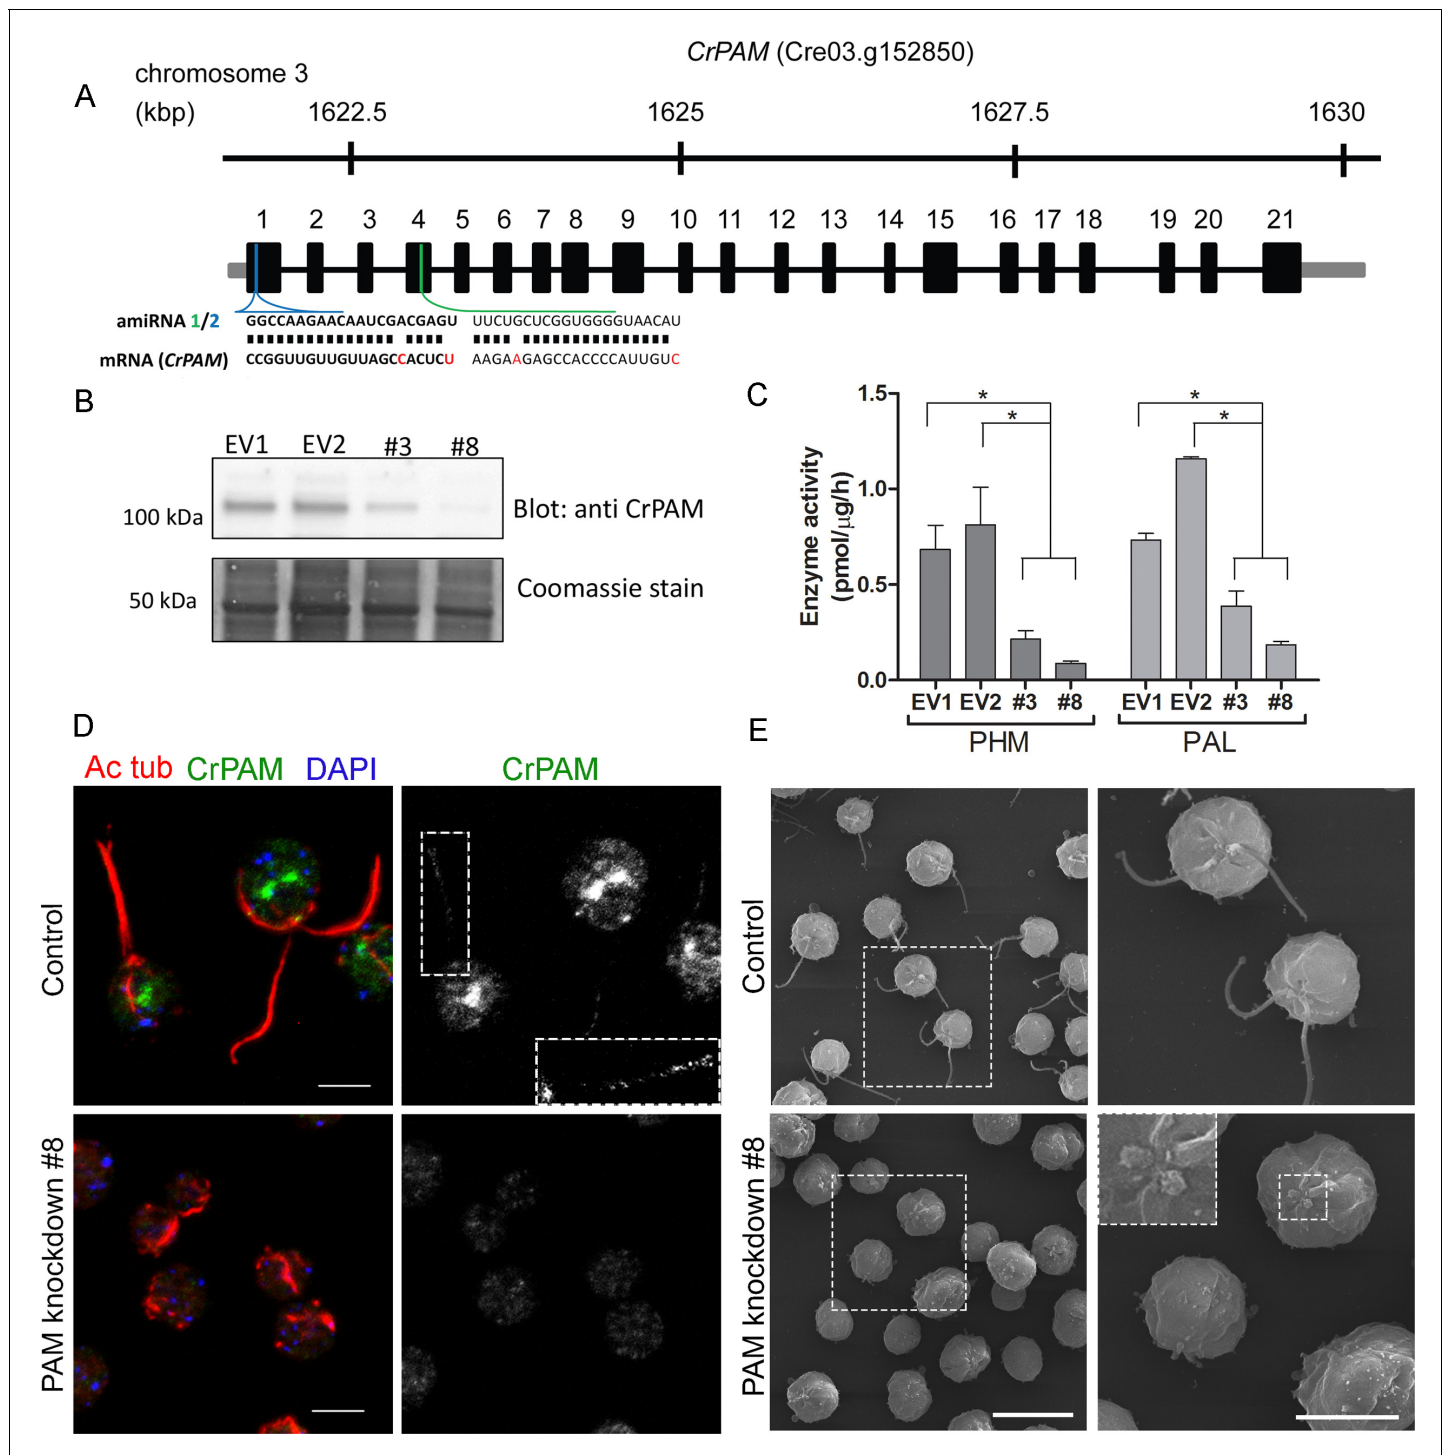 A
CrPAM (Cre03.g152850)
chromosome 3
(kbp)
1622.5 1625 1627.5 1630
1 2 3 4 5 6 7 8 9 10 11 12 13 14 15 16 17 18 19 20 21
amiRNA 1/2 GGCCAAGAACAAUCGACGAGU UUCUGCUCGGUGGGGUAACAU
mRNA (CrPAM) CCGGUUGUUGUUAGCCACUCU AAGAAGAGCCACCCCAUUGUC
B
EV1 EV2 #3 #8
100 kDa
Blot: anti CrPAM
50 kDa
Coomassie stain
C
Enzyme activity
(pmol/µg/h)
1.5
1.0
0.5
0.0
* * * *
EV1 EV2 #3 #8 EV1 EV2 #3 #8
PHM PAL
D
Ac tub CrPAM DAPI CrPAM
Control
PAM knockdown #8
E
Control
PAM knockdown #8